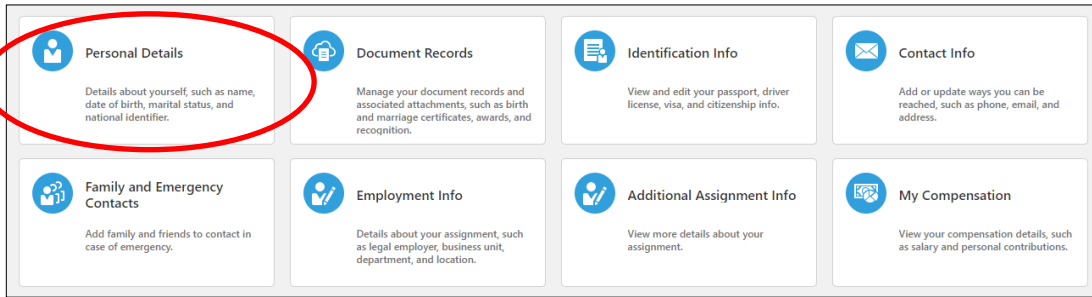 Personal Details
Details about yourself, such as name,
date of birth, marital status, and
national identifier.
Document Records
Manage your document records and
associated attachments, such as birth
and marriage certificates, awards, and
recognition.
Identification Info
View and edit your passport, driver
license, visa, and citizenship info.
Contact Info
Add or update ways you can be
reached, such as phone, email, and
address.
Family and Emergency
Contacts
Add family and friends to contact in
case of emergency.
Employment Info
Details about your assignment, such
as legal employer, business unit,
department, and location.
Additional Assignment Info
View more details about your
assignment.
My Compensation
View your compensation details, such
as salary and personal contributions.